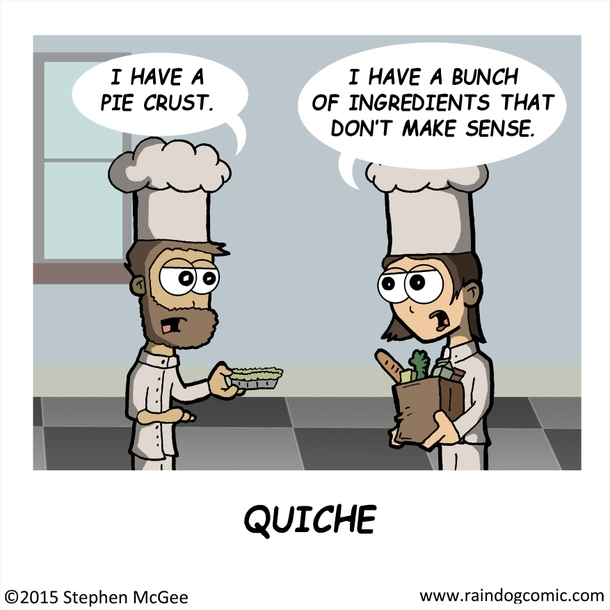 I HAVE A
PIE CRUST.
I HAVE A BUNCH
OF INGREDIENTS THAT
DON'T MAKE SENSE.
QUICHE
©2015 Stephen McGee
www.raindogcomic.com